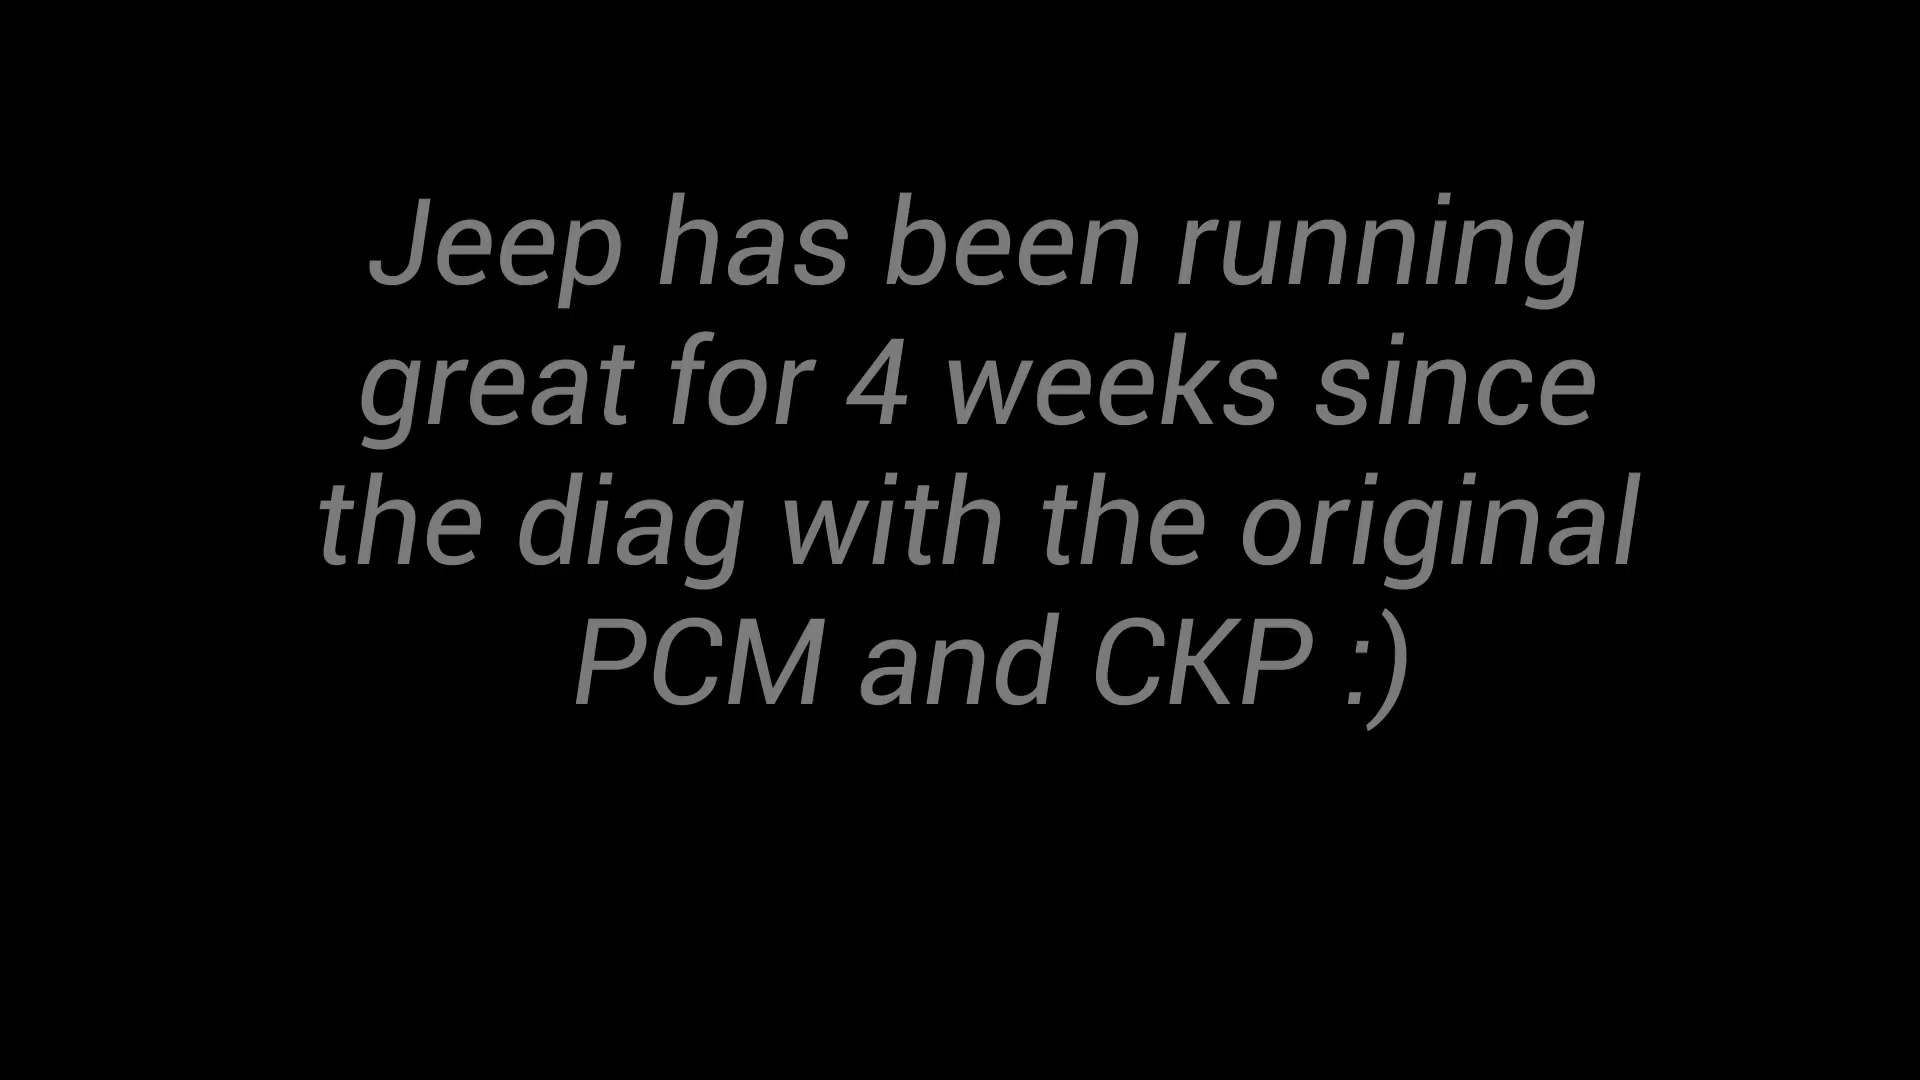 Jeep has been running
great for 4 weeks since
the diag with the original
PCM and CKP :)